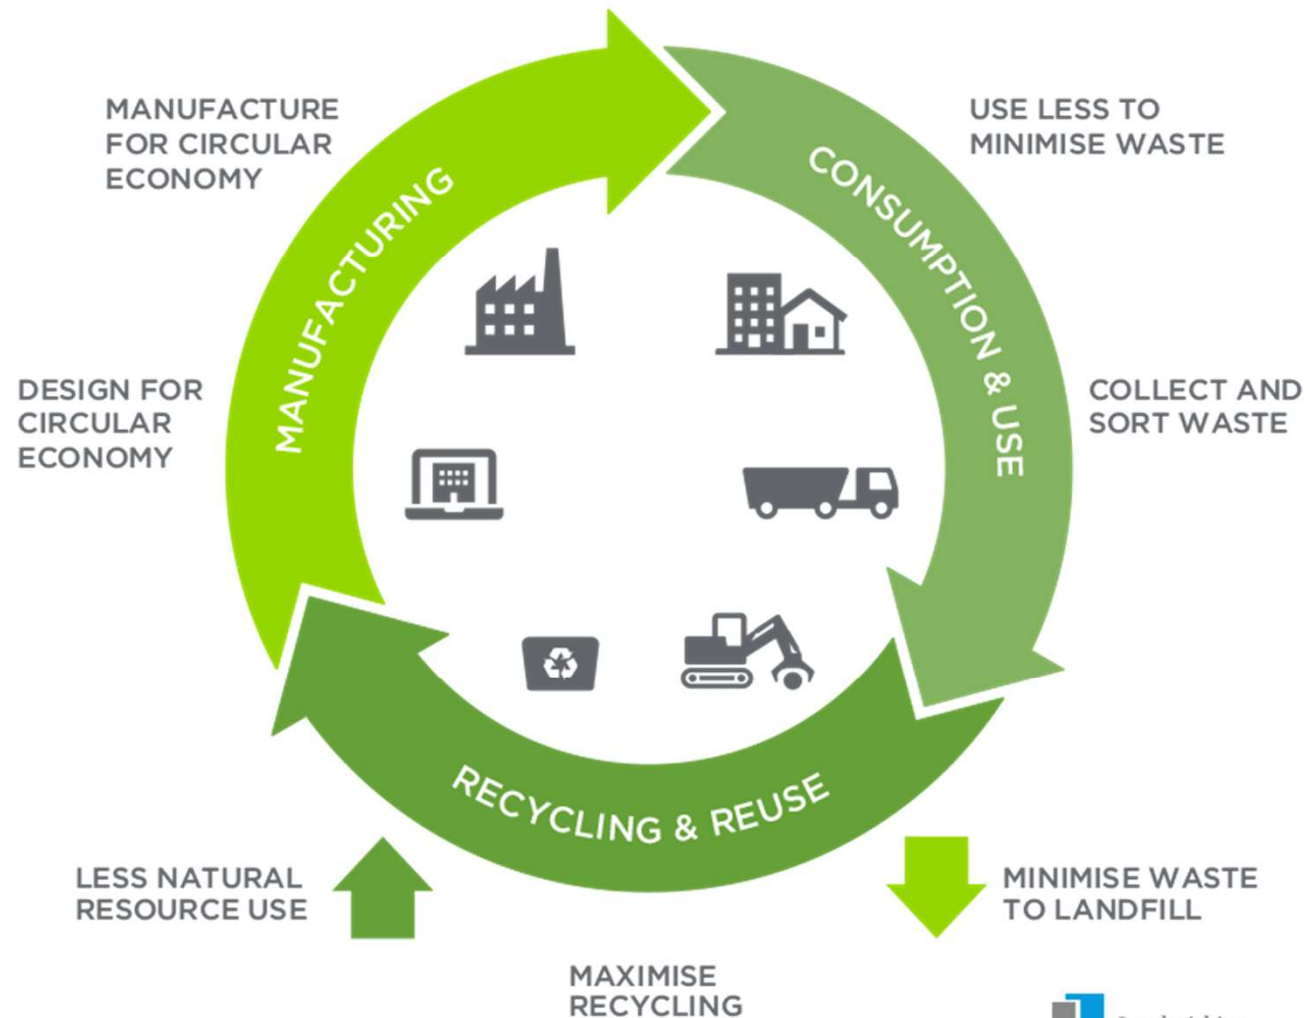 MANUFACTURE
FOR CIRCULAR
ECONOMY
USE LESS TO
MINIMISE WASTE
MANUFACTURING
CONSUMPTION & USE
DESIGN FOR
CIRCULAR
ECONOMY
COLLECT AND
SORT WASTE
RECYCLING & REUSE
LESS NATURAL
RESOURCE USE
MINIMISE WASTE
TO LANDFILL
MAXIMISE
RECYCLING